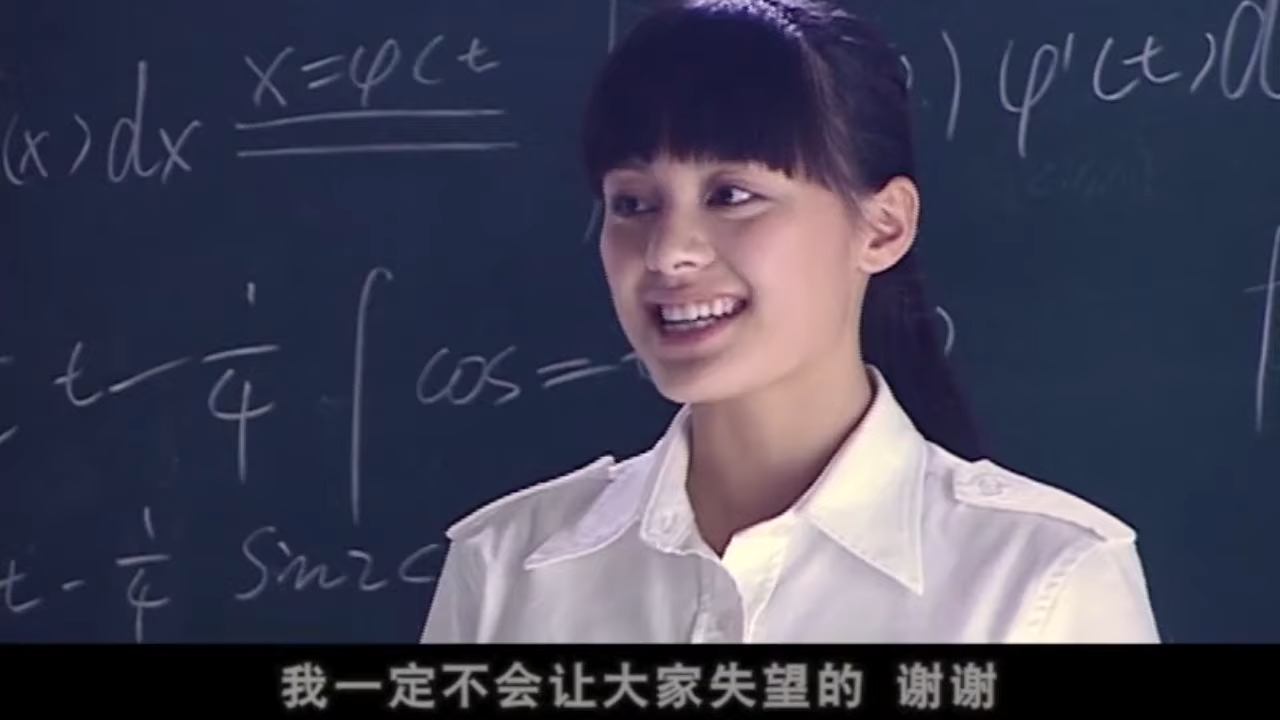 (x)dx x=φ(t )φ'(t)d
t-1/4∫cos=
t-1/4 sin2
我一定不会让大家失望的 谢谢